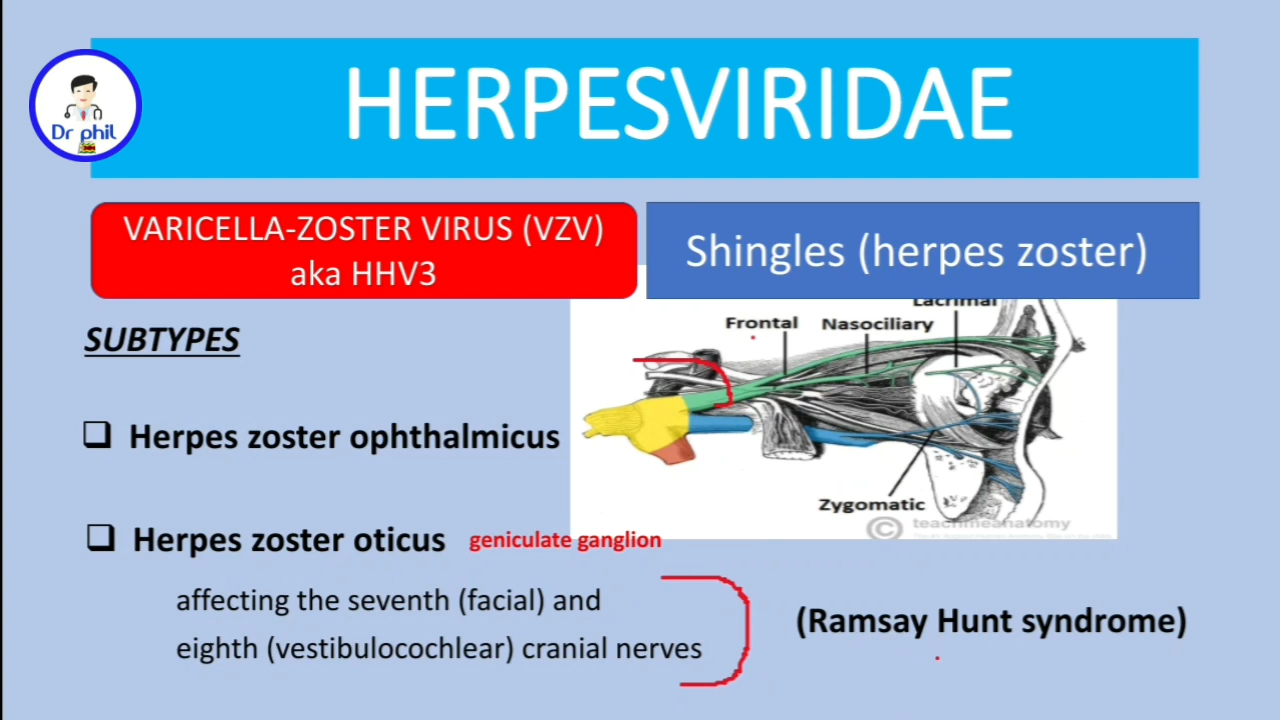 HERPESVIRIDAE
Dr phil
VARICELLA-ZOSTER VIRUS (VZV)
aka HHV3
Shingles (herpes zoster)
SUBTYPES
Lacrimal
Frontal
Nasociliary
Herpes zoster ophthalmicus
Zygomatic
© teachmeanatomy
Herpes zoster oticus
geniculate ganglion
affecting the seventh (facial) and
eighth (vestibulocochlear) cranial nerves
(Ramsay Hunt syndrome)